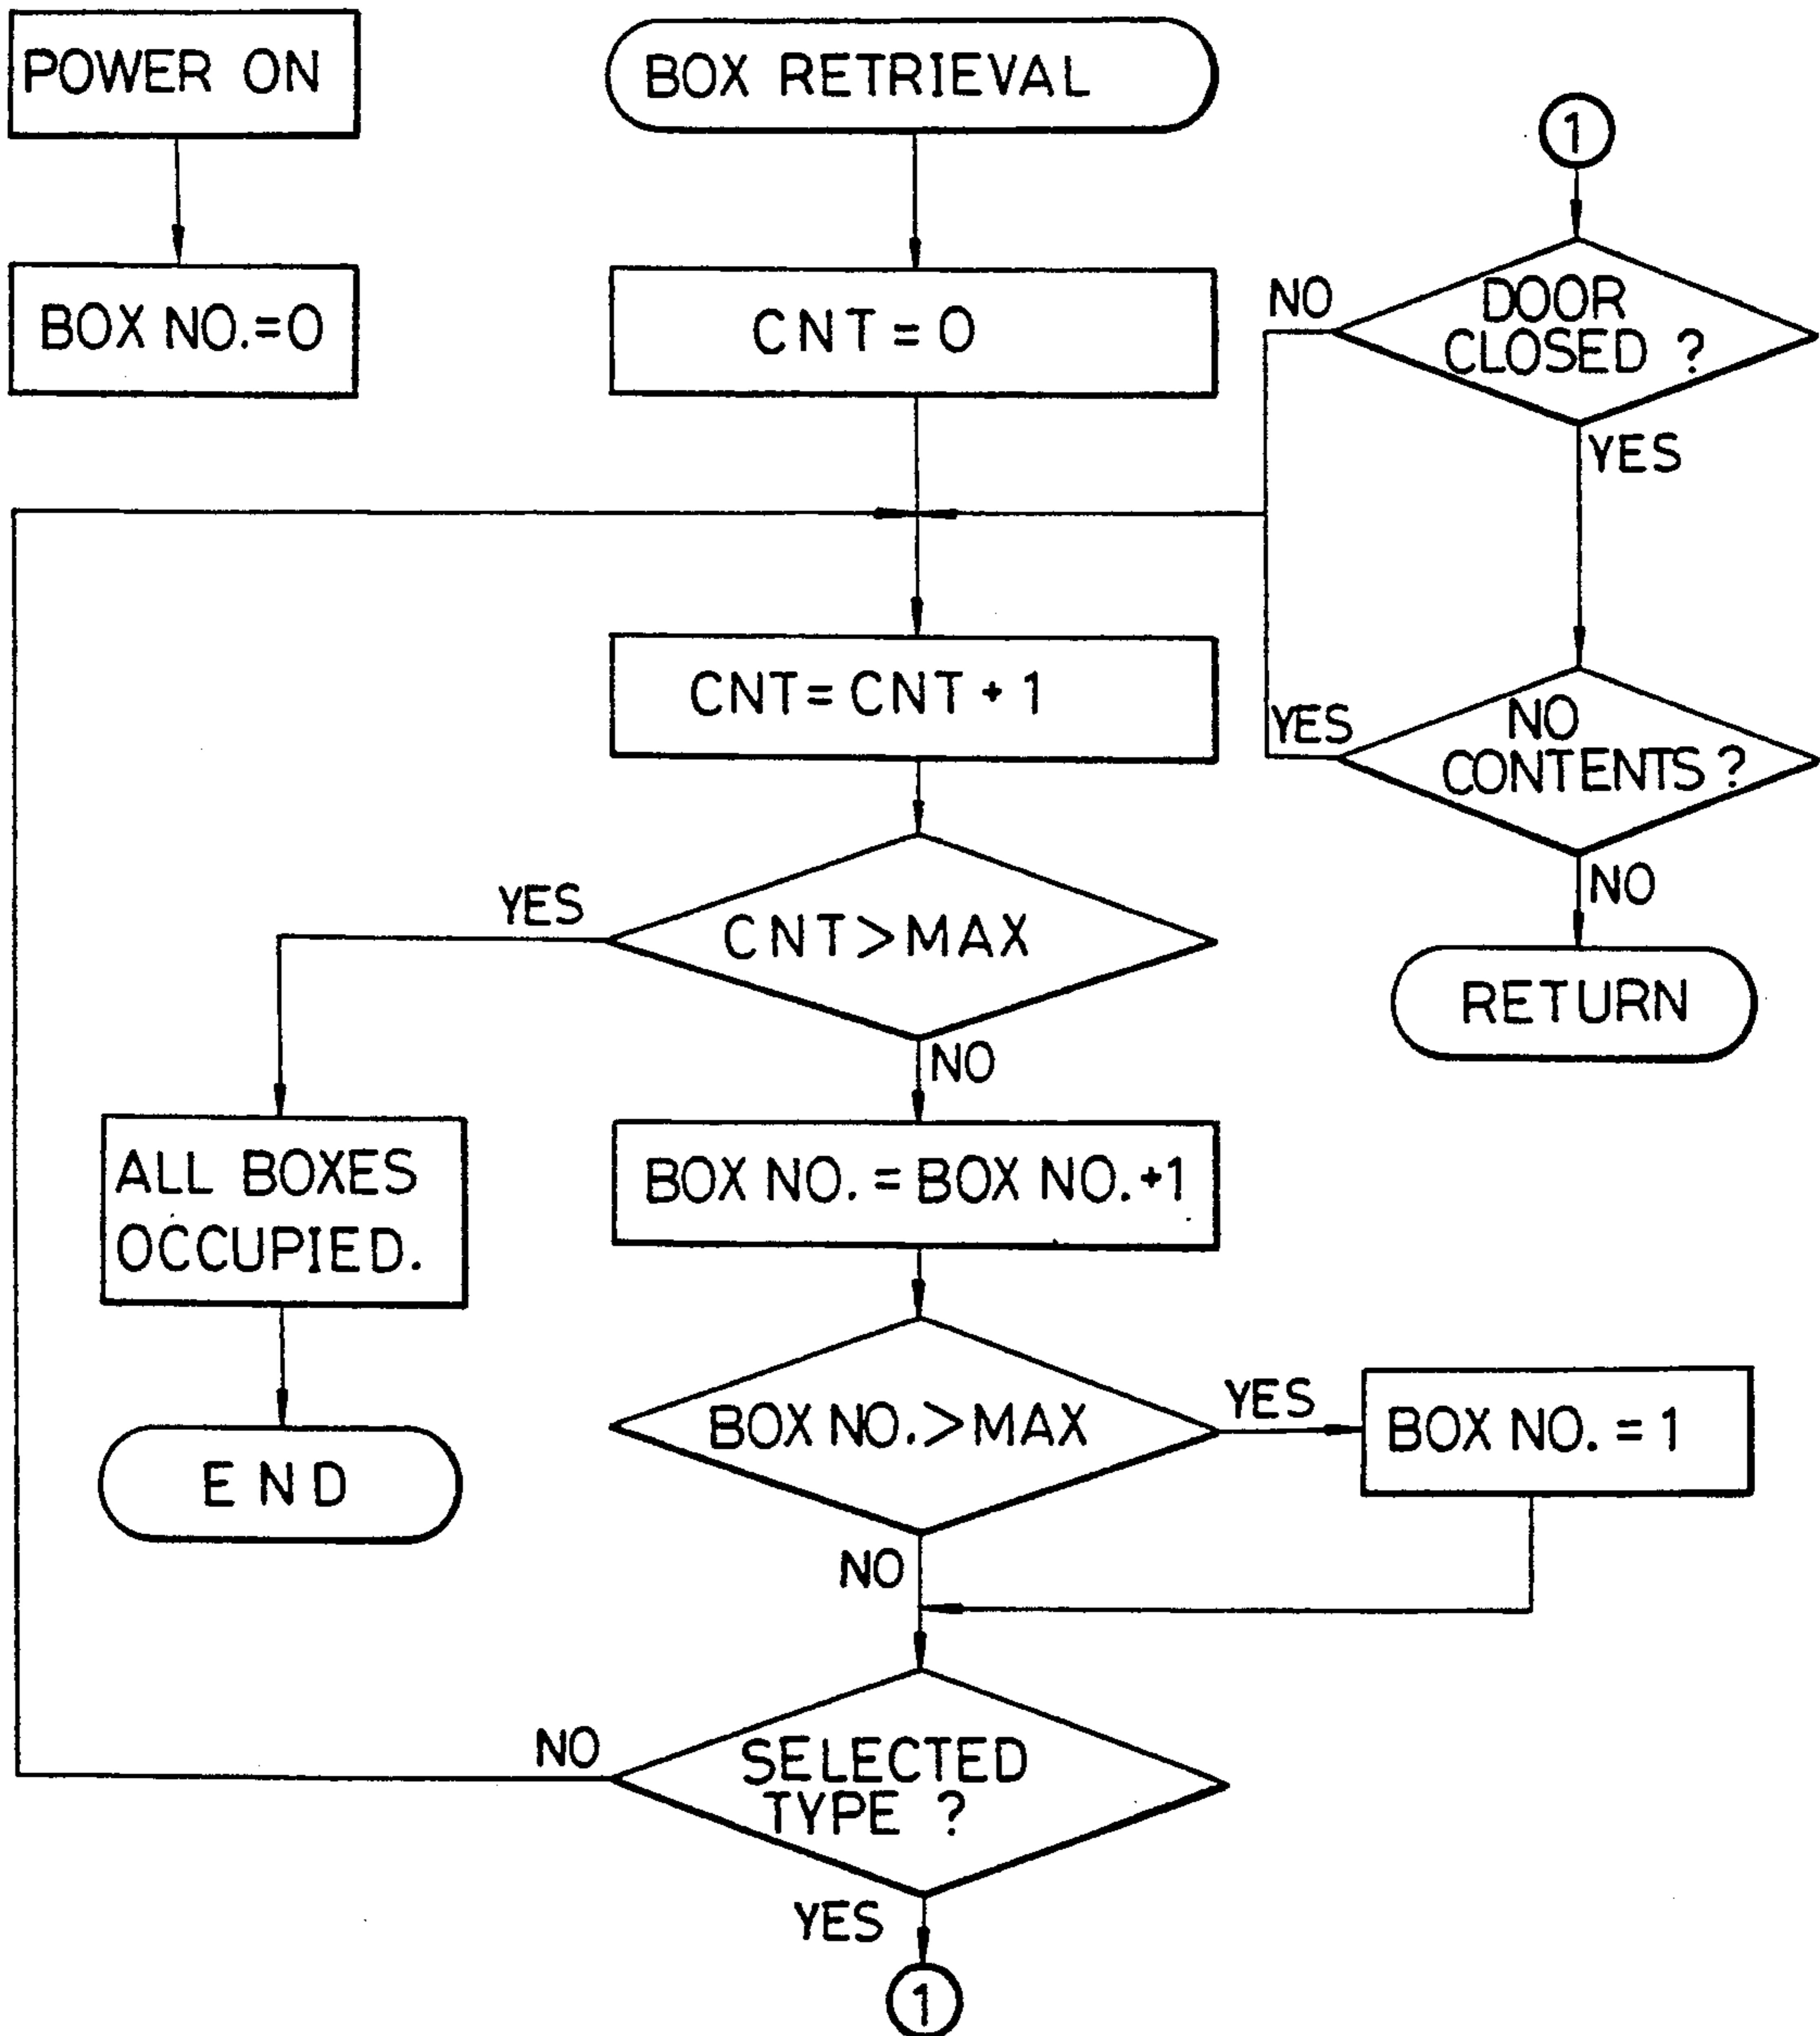 POWER ON
BOX NO.=0
BOX RETRIEVAL
CNT = 0
CNT = CNT + 1
CNT > MAX
YES
NO
ALL BOXES
OCCUPIED.
END
BOX NO. = BOX NO.+1
BOX NO. > MAX
YES
BOX NO. = 1
NO
SELECTED
TYPE ?
NO
YES
1
1
DOOR
CLOSED ?
NO
YES
NO
CONTENTS ?
YES
NO
RETURN